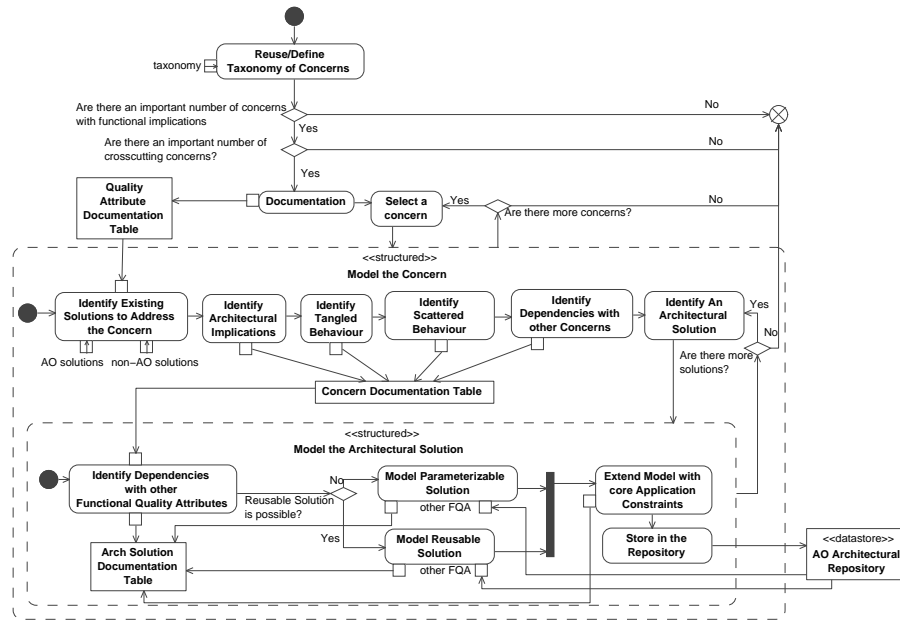 Reuse/Define
Taxonomy of Concerns
taxonomy
Are there an important number of concerns
with functional implications
No
Yes
Are there an important number of
crosscutting concerns?
No
Yes
Quality
Attribute
Documentation
Table
Documentation
Select a
concern
Yes
Are there more concerns?
No
<<structured>>
Model the Concern
Identify Existing
Solutions to Address
the Concern
Identify
Architectural
Implications
Identify
Tangled
Behaviour
Identify
Scattered
Behaviour
Identify
Dependencies with
other Concerns
Identify An
Architectural
Solution
Yes
No
AO solutions
non−AO solutions
Are there more
solutions?
Concern Documentation Table
<<structured>>
Model the Architectural Solution
Identify Dependencies
with other
Functional Quality Attributes
Reusable Solution
is possible?
No
Yes
Model Parameterizable
Solution
other FQA
Extend Model with
core Application
Constraints
Model Reusable
Solution
other FQA
Store in the
Repository
Arch Solution
Documentation
Table
<<datastore>>
AO Architectural
Repository